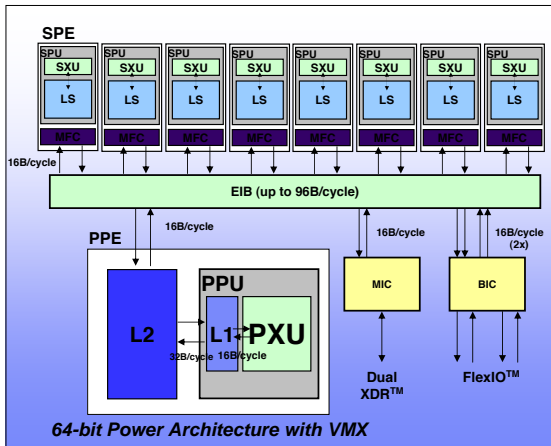 SPE
SPU SPU SPU SPU SPU SPU SPU SPU
SXU SXU SXU SXU SXU SXU SXU SXU
LS LS LS LS LS LS LS LS
MFC MFC MFC MFC MFC MFC MFC MFC
16B/cycle
EIB (up to 96B/cycle)
16B/cycle 16B/cycle 16B/cycle
(2x)
PPE
PPU
MIC BIC
L2 L1 PXU
32B/cycle 16B/cycle
Dual FlexIO™
XDR™
64-bit Power Architecture with VMX